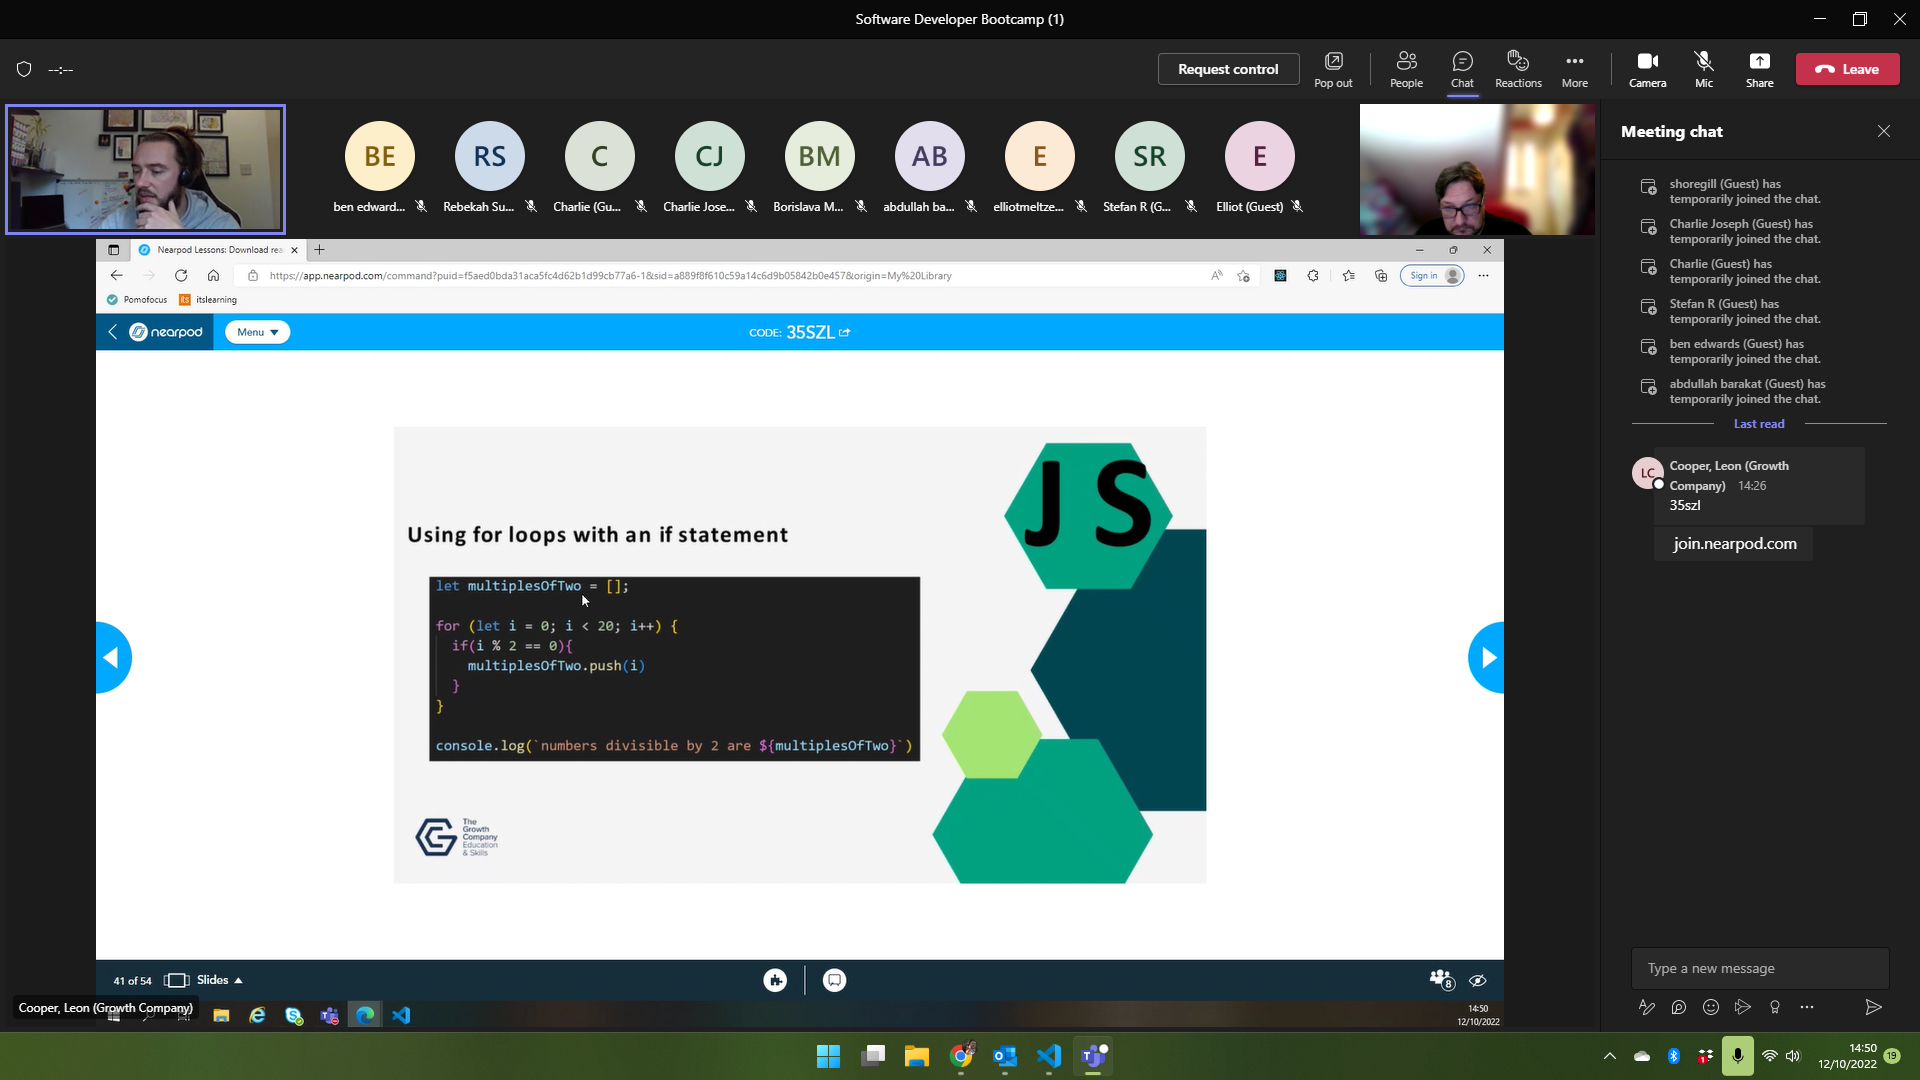 Software Developer Bootcamp (1)
--:--
Request control
Pop out
People
Chat
Reactions
More
Camera
Mic
Share
Leave
BE
RS
C
CJ
BM
AB
E
SR
E
ben edward...
Rebekah Su...
Charlie (Gu...
Charlie Jose...
Borislava M...
abdullah ba...
elliotmeltze...
Stefan R (G...
Elliot (Guest)
Meeting chat
shoregill (Guest) has
temporarily joined the chat.
Charlie Joseph (Guest) has
temporarily joined the chat.
Charlie (Guest) has
temporarily joined the chat.
Stefan R (Guest) has
temporarily joined the chat.
ben edwards (Guest) has
temporarily joined the chat.
abdullah barakat (Guest) has
temporarily joined the chat.
Last read
LC
Cooper, Leon (Growth
Company) 14:26
35szl
join.nearpod.com
Type a new message
Nearpod Lessons: Download rea
https://app.nearpod.com/command?puid=f5aed0bda31aca5fc4d62b1d99cb77a6-1&sid=a889f8f610c59a14c6d9b05842b0e457&origin=My%20Library
Sign in
Pomofocus
its
itslearning
nearpod
Menu
CODE: 35SZL
JS
Using for loops with an if statement
let multiplesOfTwo = [];
for (let i = 0; i < 20; i++) {
if(i % 2 == 0){
multiplesOfTwo.push(i)
}
}
console.log(`numbers divisible by 2 are ${multiplesOfTwo}`)
The
Growth
Company
Education
& Skills
41 of 54
Slides
8
Cooper, Leon (Growth Company)
14:50
12/10/2022
1
14:50
12/10/2022
19